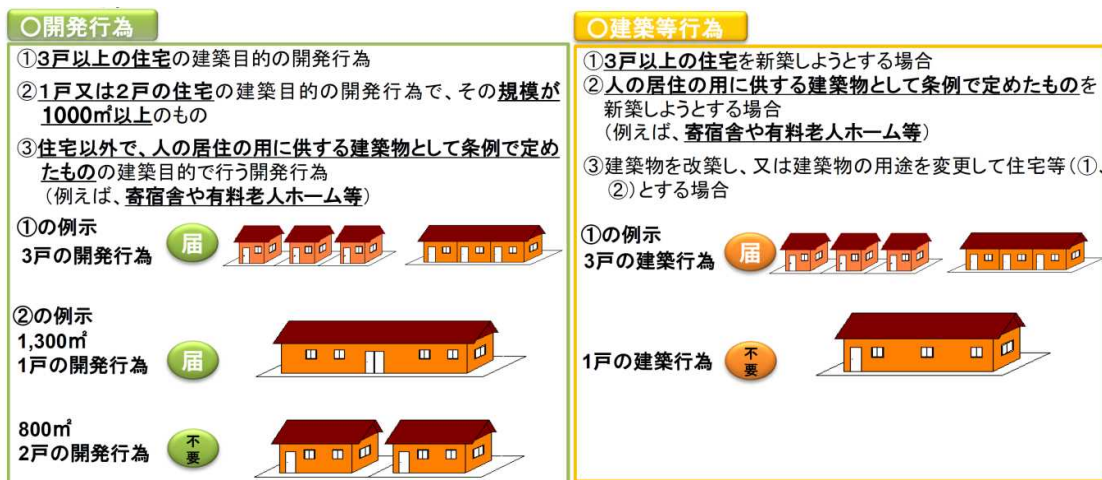 ○開発行為
①3戸以上の住宅の建築目的の開発行為
②1戸又は2戸の住宅の建築目的の開発行為で、その規模が
1000㎡以上のもの
③住宅以外で、人の居住の用に供する建築物として条例で定め
たものの建築目的で行う開発行為
(例えば、寄宿舎や有料老人ホーム等)
①の例示
3戸の開発行為
届
②の例示
1,300㎡
1戸の開発行為
届
800㎡
2戸の開発行為
不
要
○建築等行為
①3戸以上の住宅を新築しようとする場合
②人の居住の用に供する建築物として条例で定めたものを
新築しようとする場合
(例えば、寄宿舎や有料老人ホーム等)
③建築物を改築し、又は建築物の用途を変更して住宅等(①、
②)とする場合
①の例示
3戸の建築行為
届
1戸の建築行為
不
要